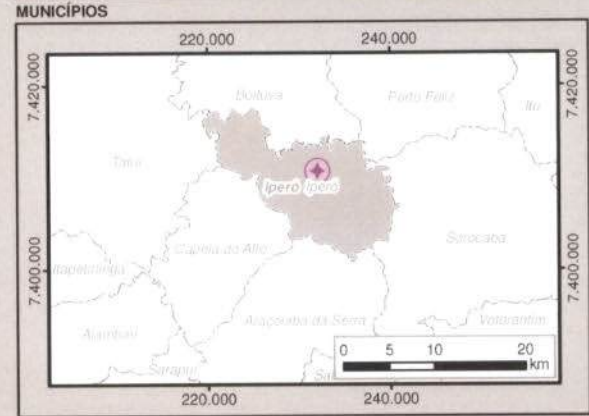 MUNICÍPIOS
220.000 240.000
7.420.000 7.420.000
Boituva Porto Feliz Itu
Tatuí
Iperó Iperó
Capela do Alto Sorocaba
7.400.000 7.400.000
Itapetininga
Araçoiaba da Serra Votorantim
Alambari
Sarapuí
0 5 10 20
km
220.000 240.000